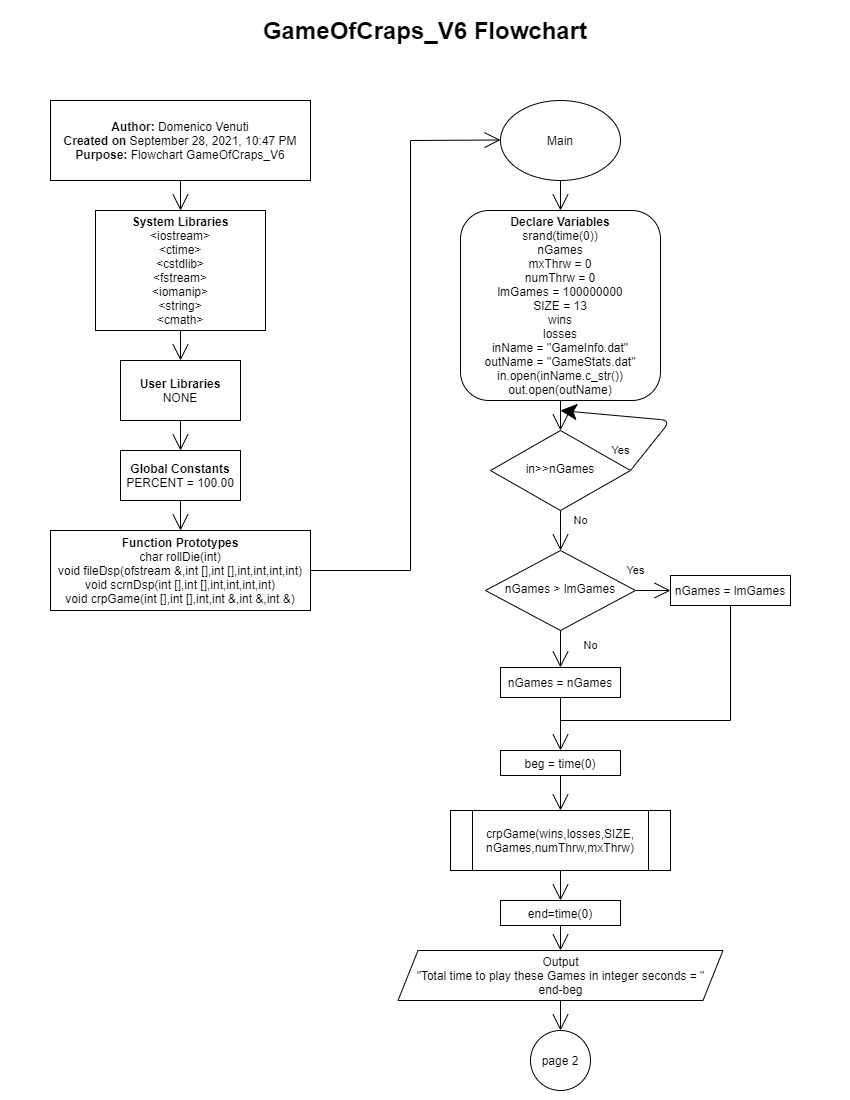 GameOfCraps_V6 Flowchart
Author: Domenico Venuti
Created on September 28, 2021, 10:47 PM
Purpose: Flowchart GameOfCraps_V6
System Libraries
<iostream>
<ctime>
<cstdlib>
<fstream>
<iomanip>
<string>
<cmath>
User Libraries
NONE
Global Constants
PERCENT = 100.00
Function Prototypes
char rollDie(int)
void fileDsp(ofstream &,int [],int [],int,int,int,int)
void scrnDsp(int [],int [],int,int,int,int)
void crpGame(int [],int [],int,int &,int &,int &)
Main
Declare Variables
srand(time(0))
nGames
mxThrw = 0
numThrw = 0
lmGames = 100000000
SIZE = 13
wins
losses
inName = "GameInfo.dat"
outName = "GameStats.dat"
in.open(inName.c_str())
out.open(outName)
Yes
in>>nGames
No
Yes
nGames > lmGames
nGames = lmGames
No
nGames = nGames
beg = time(0)
crpGame(wins,losses,SIZE,
nGames,numThrw,mxThrw)
end=time(0)
Output
"Total time to play these Games in integer seconds = "
end-beg
page 2